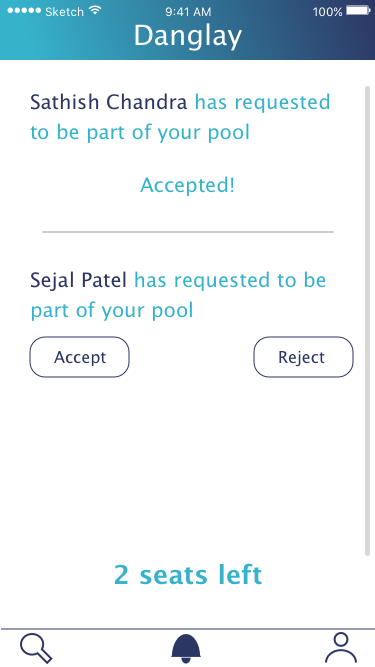 Sketch 9:41 AM 100%
Danglay
Sathish Chandra has requested
to be part of your pool
Accepted!
Sejal Patel has requested to be
part of your pool
Accept Reject
2 seats left